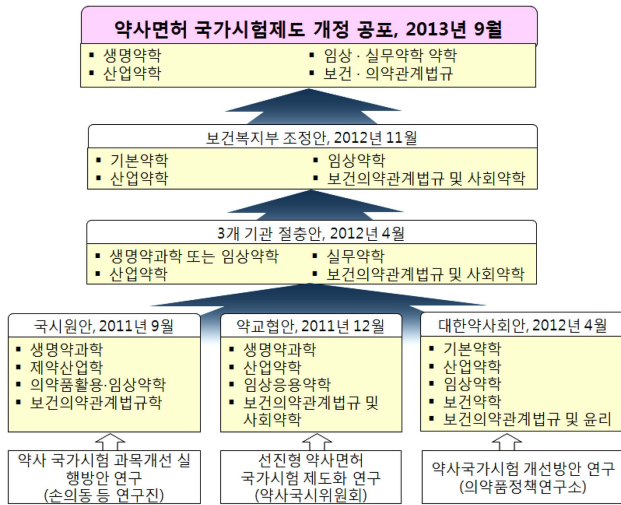 약사면허 국가시험제도 개정 공포, 2013년 9월
▪ 생명약학
▪ 산업약학
▪ 임상 · 실무약학 약학
▪ 보건 · 의약관계법규
보건복지부 조정안, 2012년 11월
▪ 기본약학
▪ 산업약학
▪ 임상약학
▪ 보건의약관계법규 및 사회약학
3개 기관 절충안, 2012년 4월
▪ 생명약과학 또는 임상약학
▪ 산업약학
▪ 실무약학
▪ 보건의약관계법규 및 사회약학
국시원안, 2011년 9월
▪ 생명약과학
▪ 제약산업학
▪ 의약품활용·임상약학
▪ 보건의약관계법규학
약교협안, 2011년 12월
▪ 생명약과학
▪ 산업약학
▪ 임상응용약학
▪ 보건의약관계법규 및
사회약학
대한약사회안, 2012년 4월
▪ 기본약학
▪ 산업약학
▪ 임상약학
▪ 보건약학
▪ 보건의약관계법규 및 윤리
약사 국가시험 과목개선 실
행방안 연구
(손의동 등 연구진)
선진형 약사면허
국가시험 제도화 연구
(약사국시위원회)
약사국가시험 개선방안 연구
(의약품정책연구소)